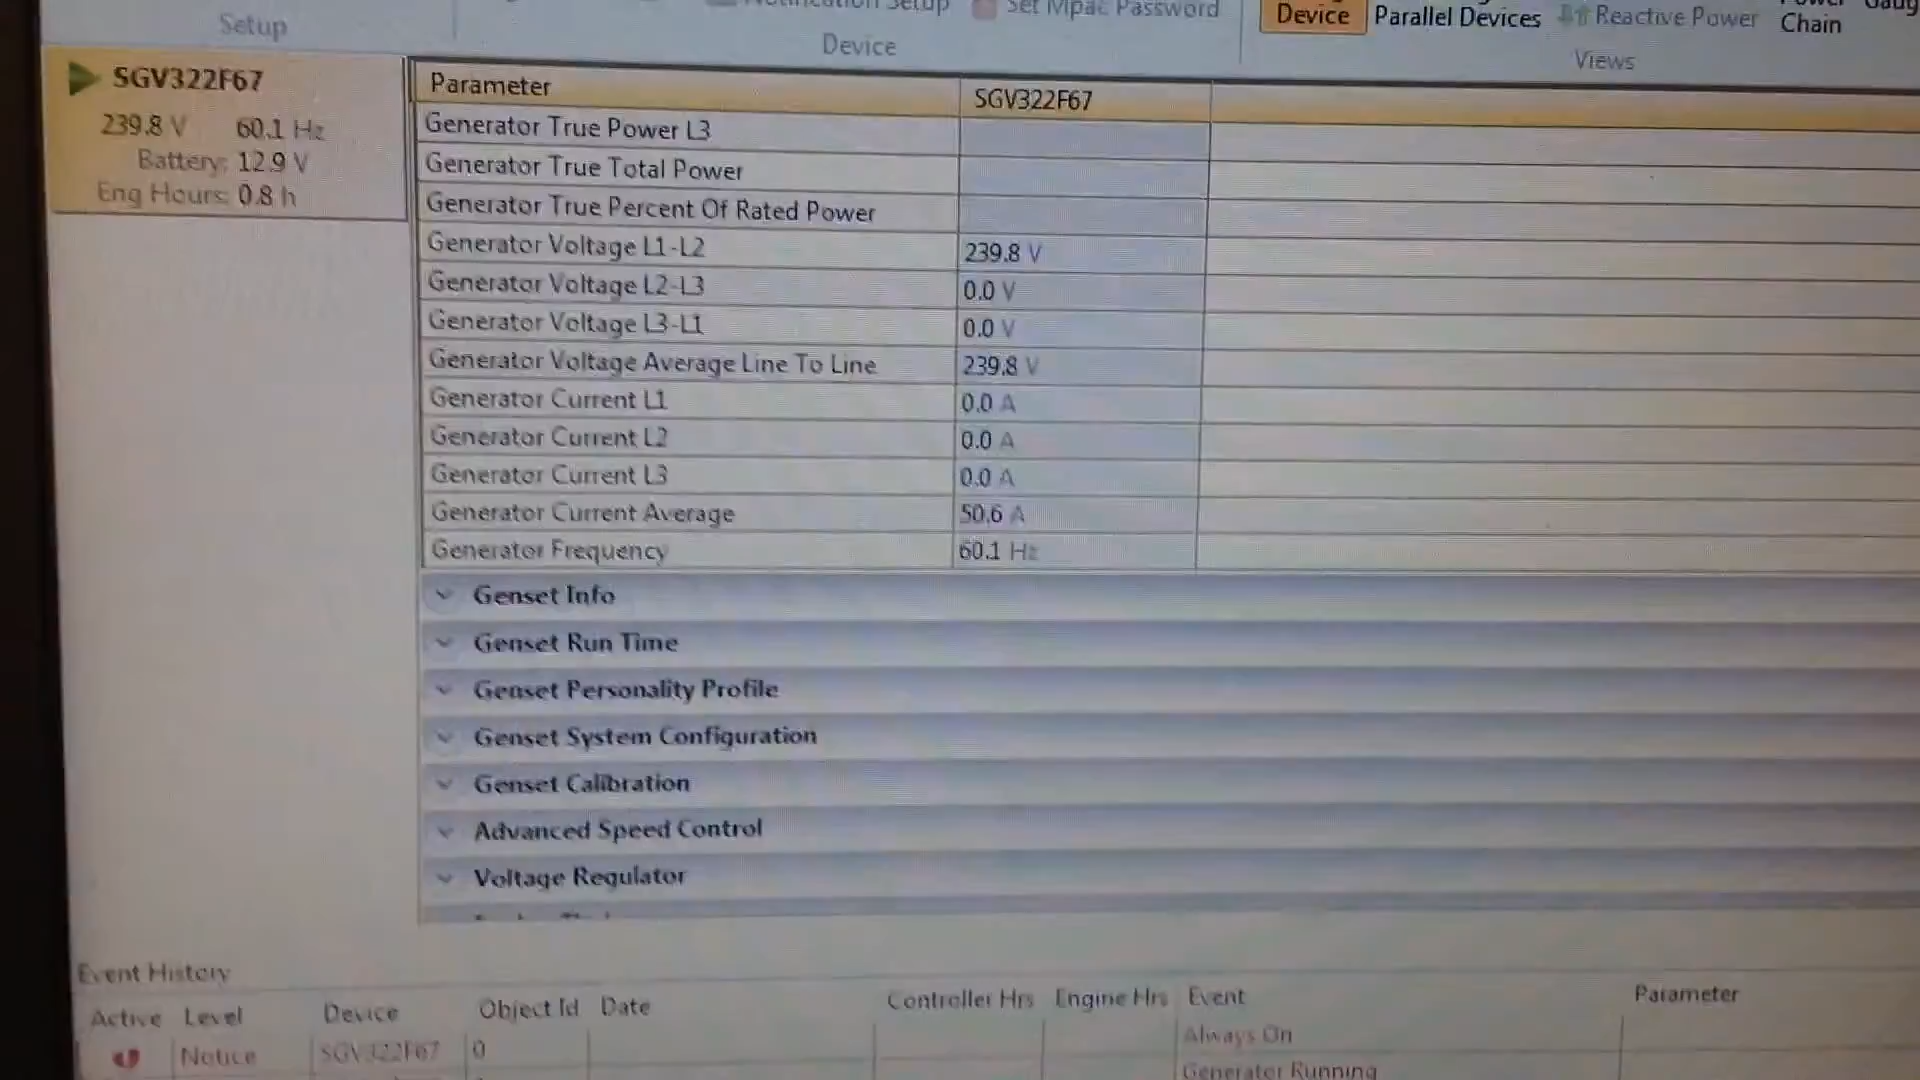 Setup
Set Mpac Password
Device
Device
Parallel Devices
Reactive Power
Chain
Views
SGV322F67
239.8 V 60.1 Hz
Battery: 12.9 V
Eng Hours: 0.8 h
Parameter SGV322F67
Generator True Power L3
Generator True Total Power
Generator True Percent Of Rated Power
Generator Voltage L1-L2 239.8 V
Generator Voltage L2-L3 0.0 V
Generator Voltage L3-L1 0.0 V
Generator Voltage Average Line To Line 239.8 V
Generator Current L1 0.0 A
Generator Current L2 0.0 A
Generator Current L3 0.0 A
Generator Current Average 50.6 A
Generator Frequency 60.1 Hz
Genset Info
Genset Run Time
Genset Personality Profile
Genset System Configuration
Genset Calibration
Advanced Speed Control
Voltage Regulator
Event History
Active Level Device Object Id Date Controller Hrs Engine Hrs Event Parameter
Notice SGV322F67 0 Always On
Generator Running